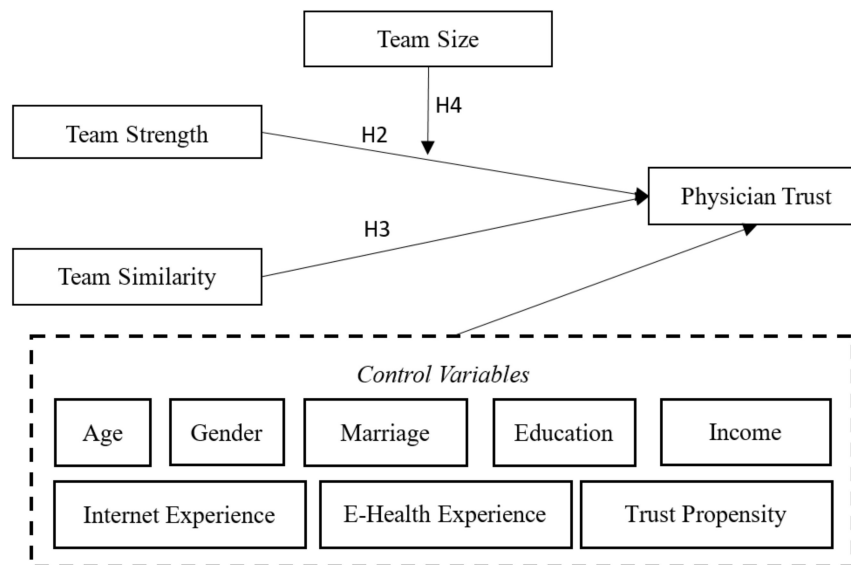 Team Size
H4
Team Strength
H2
Physician Trust
H3
Team Similarity
Control Variables
Age
Gender
Marriage
Education
Income
Internet Experience
E-Health Experience
Trust Propensity